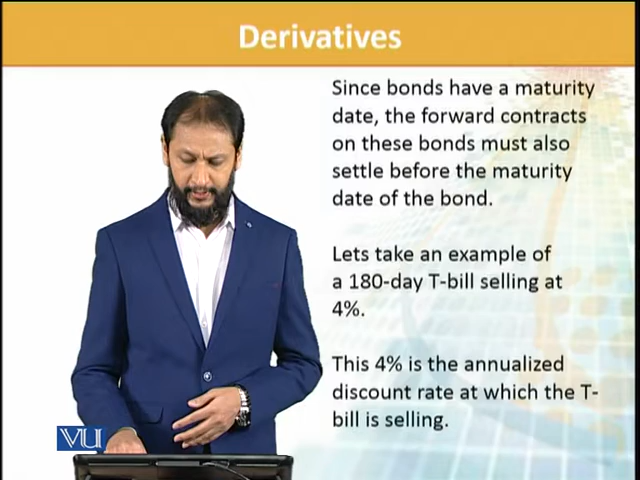 Derivatives
Since bonds have a maturity
date, the forward contracts
on these bonds must also
settle before the maturity
date of the bond.
Lets take an example of
a 180-day T-bill selling at
4%.
This 4% is the annualized
discount rate at which the T-
bill is selling.
VU